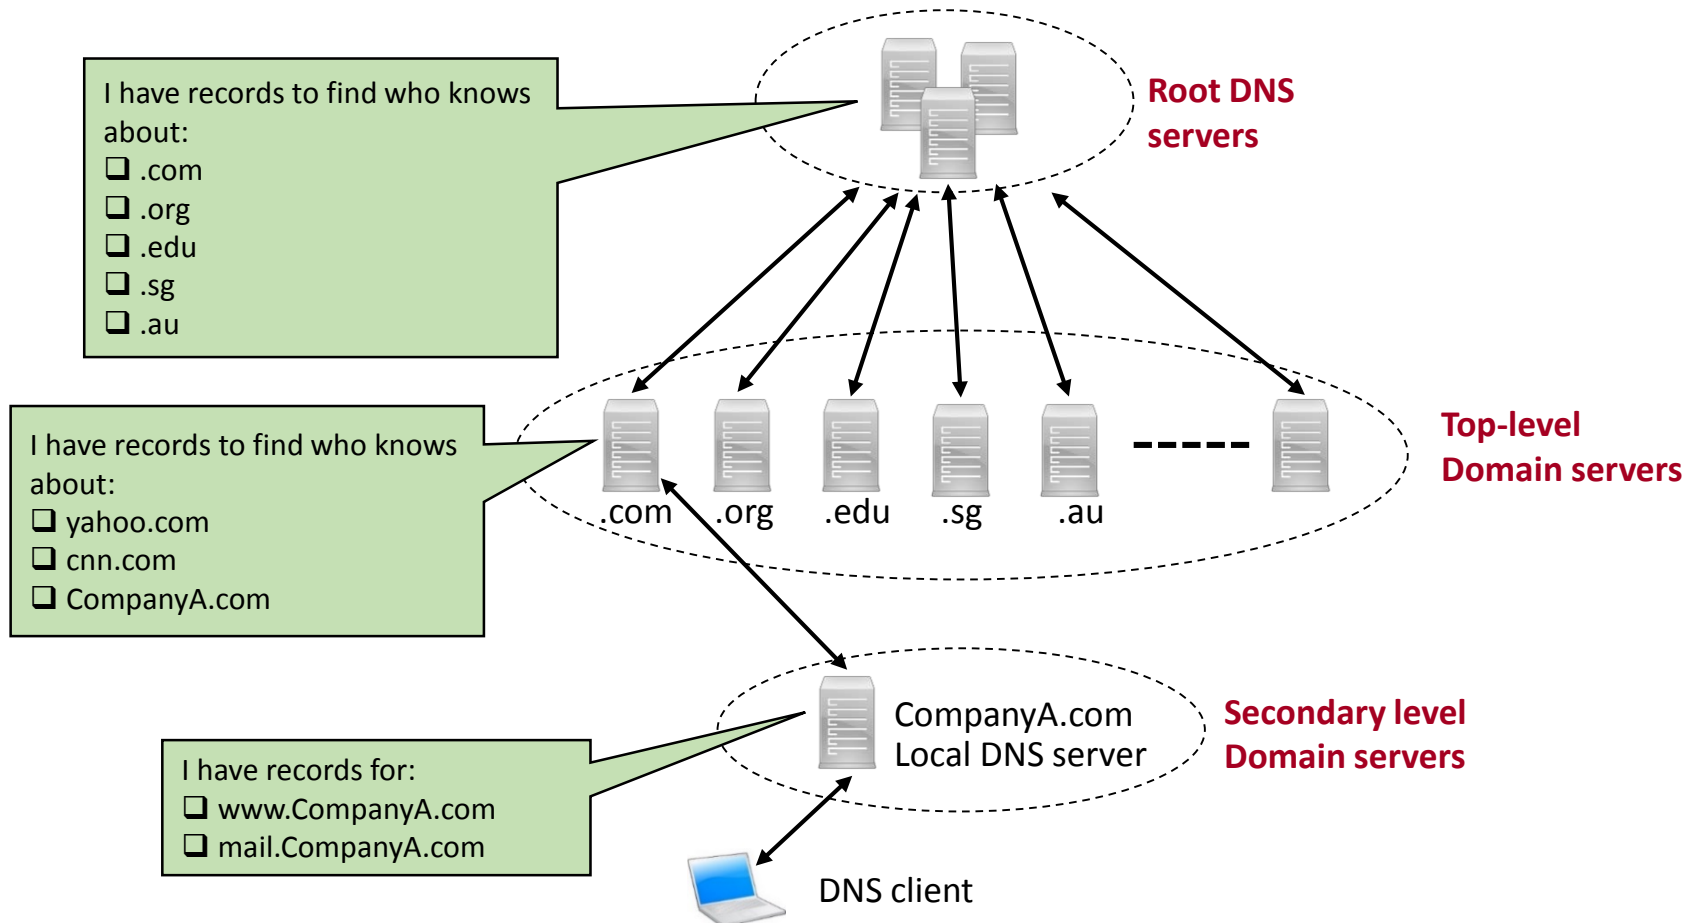 Root DNS
servers
I have records to find who knows
about:
❑ .com
❑ .org
❑ .edu
❑ .sg
❑ .au
I have records to find who knows
about:
❑ yahoo.com
❑ cnn.com
❑ CompanyA.com
.com .org .edu .sg .au
Top-level
Domain servers
CompanyA.com
Local DNS server
Secondary level
Domain servers
I have records for:
❑ www.CompanyA.com
❑ mail.CompanyA.com
DNS client